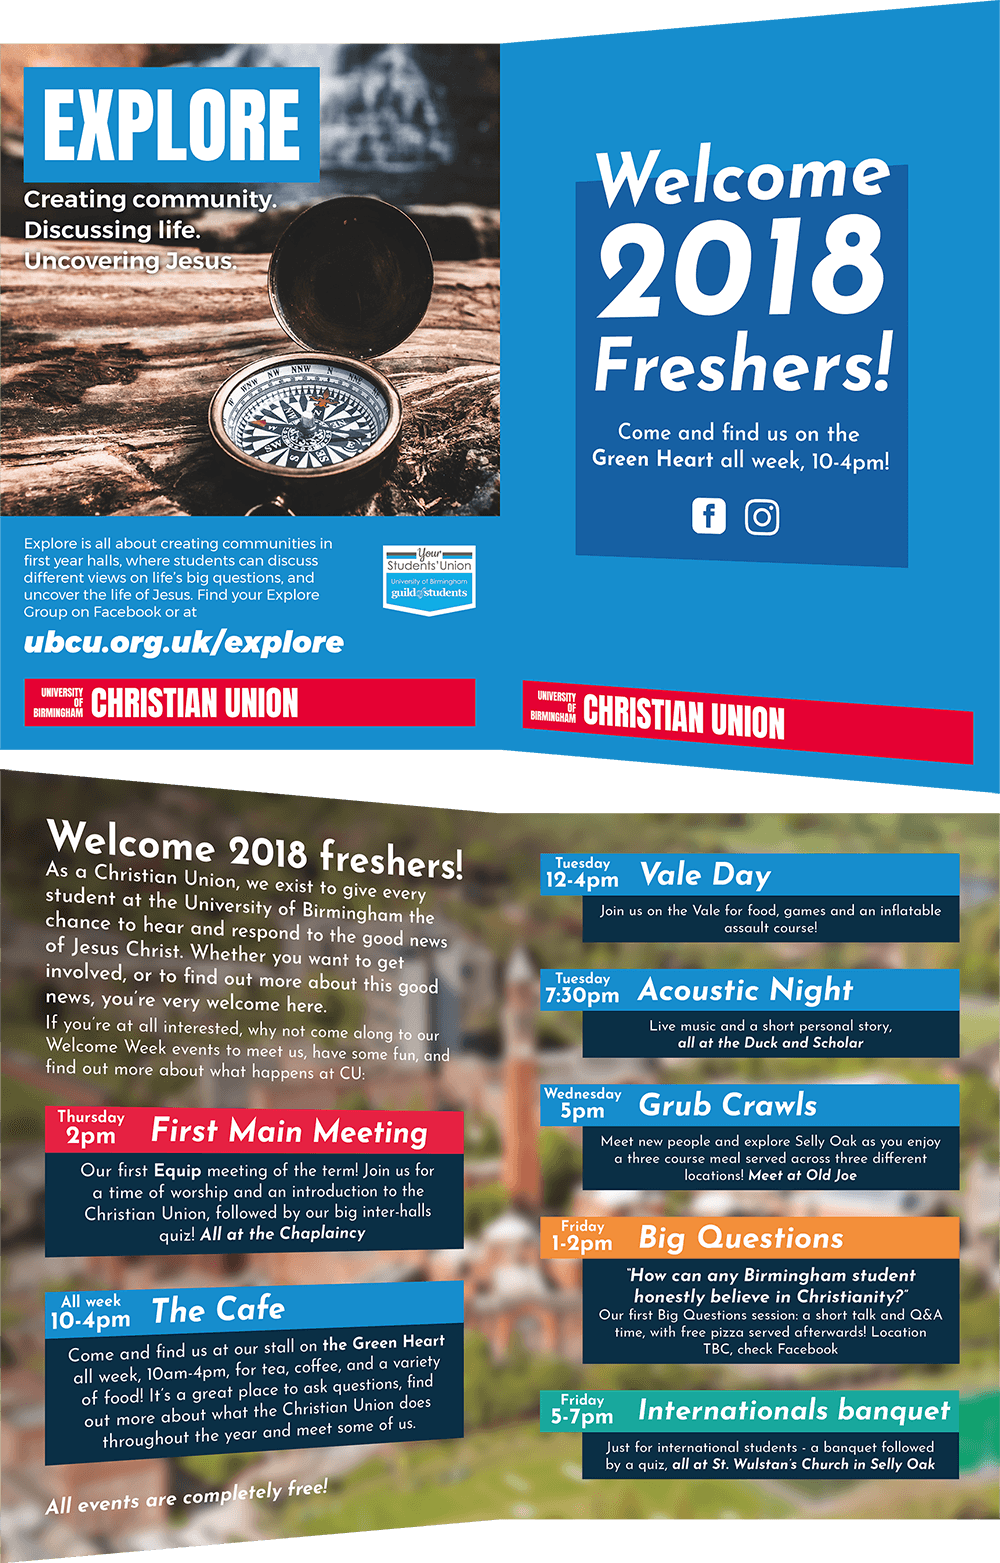 EXPLORE
Creating community.
Discussing life.
Uncovering Jesus.
N
NNW
NW
WNW
W
SW
S
SE
Explore is all about creating communities in
first year halls, where students can discuss
different views on life's big questions, and
uncover the life of Jesus. Find your Explore
Group on Facebook or at
ubcu.org.uk/explore
Your
Students' Union
University of Birmingham
guild of students
UNIVERSITY
OF
BIRMINGHAM
CHRISTIAN UNION
Welcome
2018
Freshers!
Come and find us on the
Green Heart all week, 10-4pm!
UNIVERSITY
OF
BIRMINGHAM
CHRISTIAN UNION
Welcome 2018 freshers!
As a Christian Union, we exist to give every
student at the University of Birmingham the
chance to hear and respond to the good news
of Jesus Christ. Whether you want to get
involved, or to find out more about this good
news, you're very welcome here.
If you're at all interested, why not come along to our
Welcome Week events to meet us, have some fun, and
find out more about what happens at CU:
Thursday
2pm
First Main Meeting
Our first Equip meeting of the term! Join us for
a time of worship and an introduction to the
Christian Union, followed by our big inter-halls
quiz! All at the Chaplaincy
All week
10-4pm
The Cafe
Come and find us at our stall on the Green Heart
all week, 10am-4pm, for tea, coffee, and a variety
of food! It's a great place to ask questions, find
out more about what the Christian Union does
throughout the year and meet some of us.
All events are completely free!
Tuesday
12-4pm
Vale Day
Join us on the Vale for food, games and an inflatable
assault course!
Tuesday
7:30pm
Acoustic Night
Live music and a short personal story,
all at the Duck and Scholar
Wednesday
5pm
Grub Crawls
Meet new people and explore Selly Oak as you enjoy
a three course meal served across three different
locations! Meet at Old Joe
Friday
1-2pm
Big Questions
"How can any Birmingham student
honestly believe in Christianity?"
Our first Big Questions session: a short talk and Q&A
time, with free pizza served afterwards! Location
TBC, check Facebook
Friday
5-7pm
Internationals banquet
Just for international students - a banquet followed
by a quiz, all at St. Wulstan's Church in Selly Oak